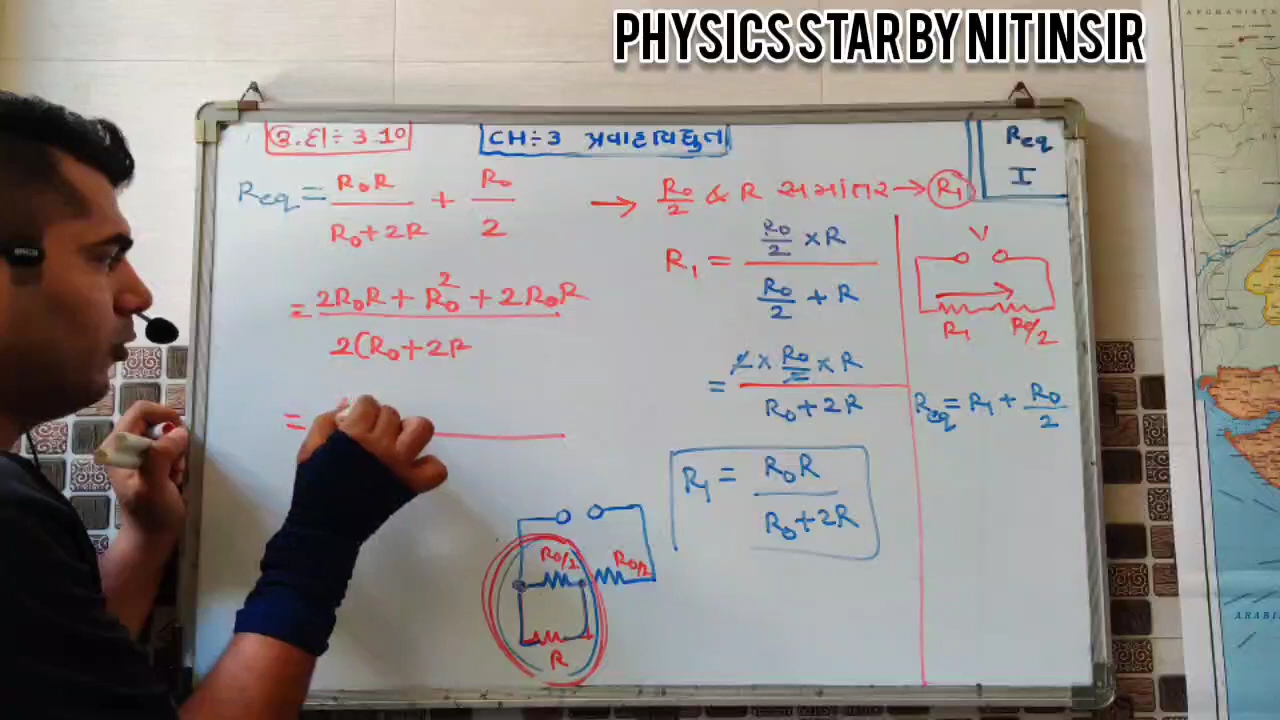 PHYSICS STAR BY NITINSIR
ઉ.દા÷ 3.10
CH÷3 પ્રવાહવિદ્યુત
Req
I
Req = R₀R / R₀+2R + R₀ / 2
→ R₀/2 & R સમાંતર → R₁
= 2R₀R + R₀² + 2R₀R / 2(R₀+2R
=
R₁ = R₀/2 × R / R₀/2 + R
= 2 × R₀/2 × R / R₀+2R
R₁ = R₀R / R₀+2R
V
R₁ R₀/2
Req = R₁ + R₀/2
R₀/2 R₀/2
R
AFGHANISTA
ARABI